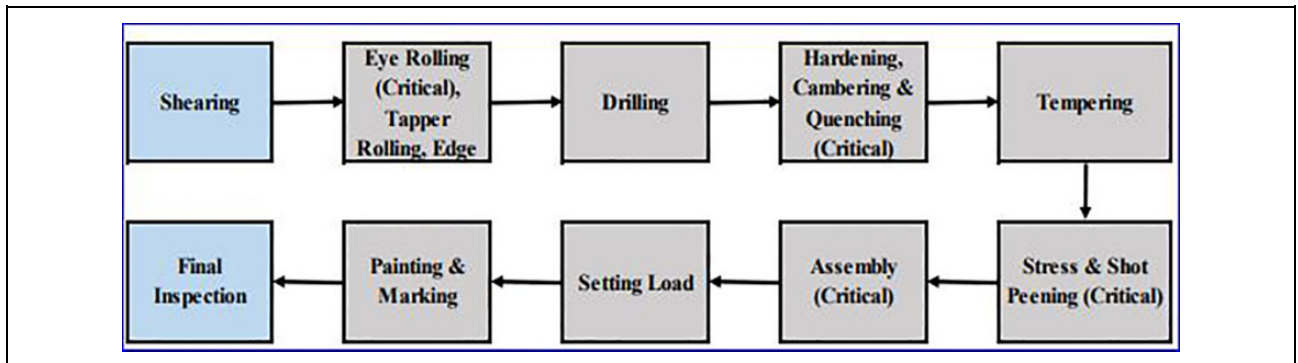 Shearing
Eye Rolling
(Critical),
Tapper
Rolling, Edge
Drilling
Hardening,
Cambering &
Quenching
(Critical)
Tempering
Final
Inspection
Painting &
Marking
Setting Load
Assembly
(Critical)
Stress & Shot
Peening (Critical)